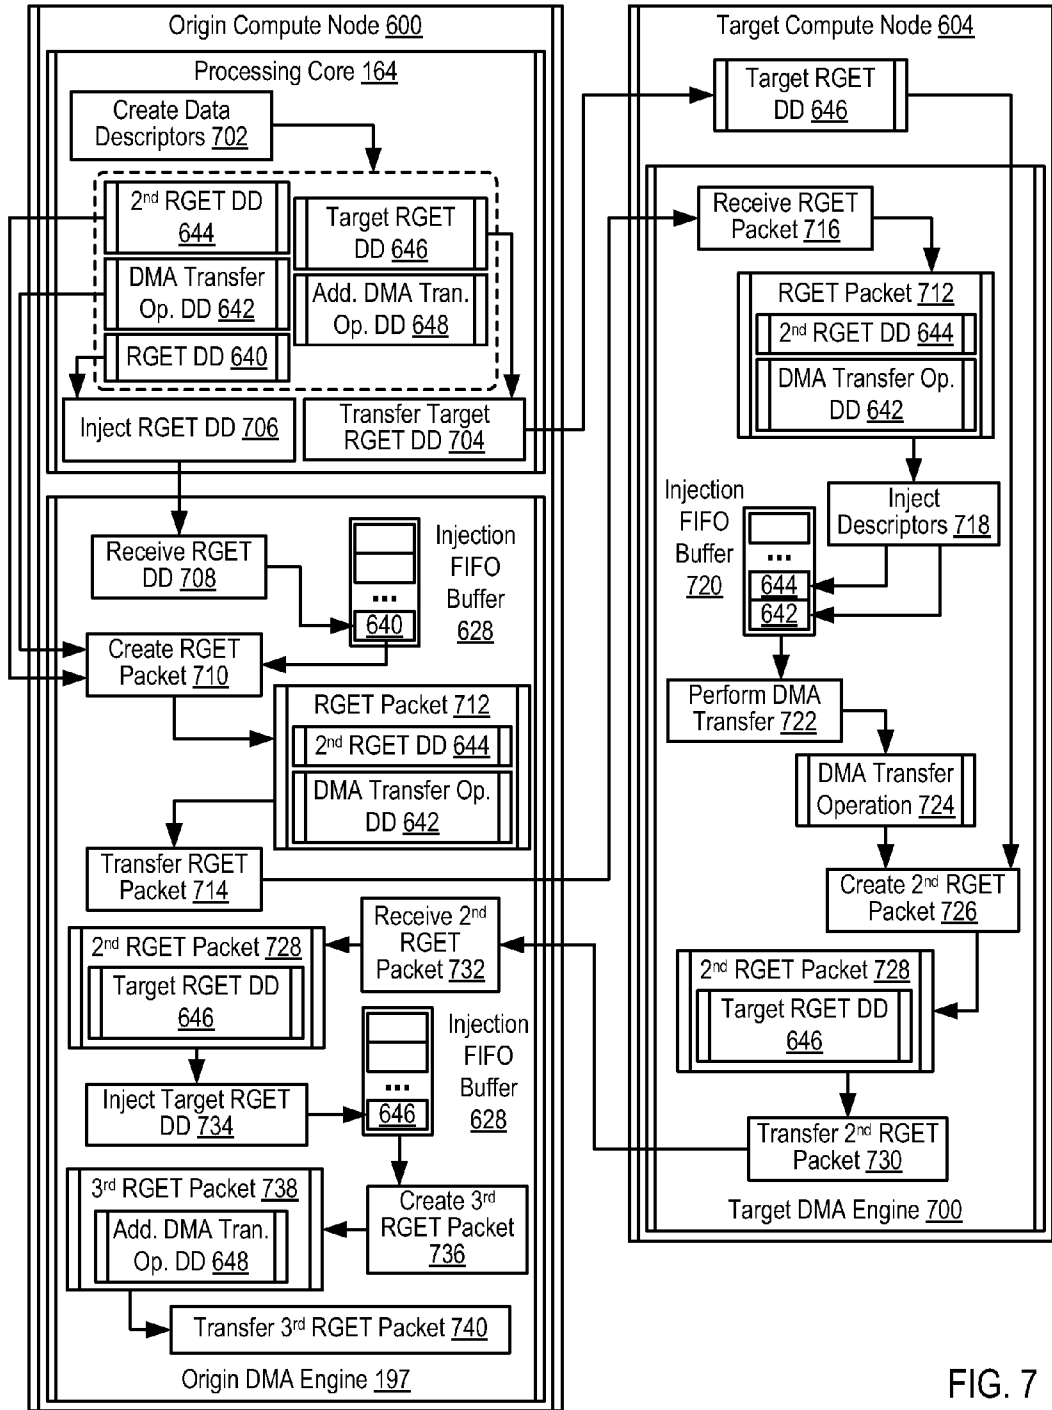 Origin Compute Node 600
Processing Core 164
Create Data
Descriptors 702
2nd RGET DD
644
Target RGET
DD 646
DMA Transfer
Op. DD 642
Add. DMA Tran.
Op. DD 648
RGET DD 640
Inject RGET DD 706
Transfer Target
RGET DD 704
Receive RGET
DD 708
...
640
Injection
FIFO
Buffer
628
Create RGET
Packet 710
RGET Packet 712
2nd RGET DD 644
DMA Transfer Op.
DD 642
Transfer RGET
Packet 714
Receive 2nd
RGET
Packet 732
2nd RGET Packet 728
Target RGET DD
646
Inject Target RGET
DD 734
...
646
Injection
FIFO
Buffer
628
Create 3rd
RGET Packet
736
3rd RGET Packet 738
Add. DMA Tran.
Op. DD 648
Transfer 3rd RGET Packet 740
Origin DMA Engine 197
Target Compute Node 604
Target RGET
DD 646
Receive RGET
Packet 716
RGET Packet 712
2nd RGET DD 644
DMA Transfer Op.
DD 642
Inject
Descriptors 718
Injection
FIFO
Buffer
720
...
644
642
Perform DMA
Transfer 722
DMA Transfer
Operation 724
Create 2nd RGET
Packet 726
2nd RGET Packet 728
Target RGET DD
646
Transfer 2nd RGET
Packet 730
Target DMA Engine 700
FIG. 7